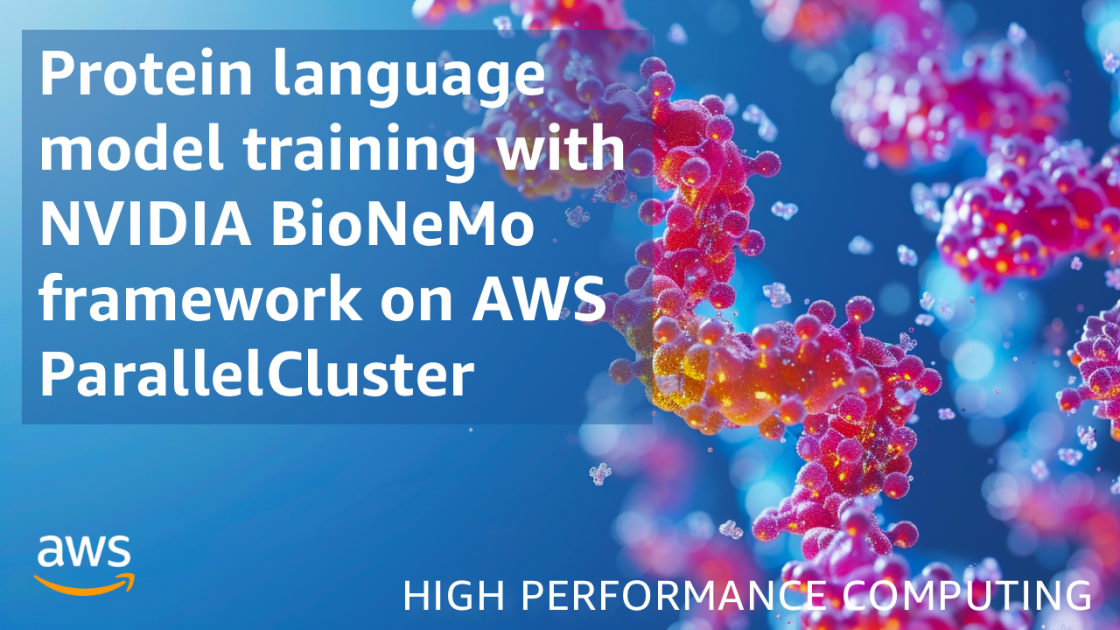 Protein language
model training with
NVIDIA BioNeMo
framework on AWS
ParallelCluster
aws
HIGH PERFORMANCE COMPUTING